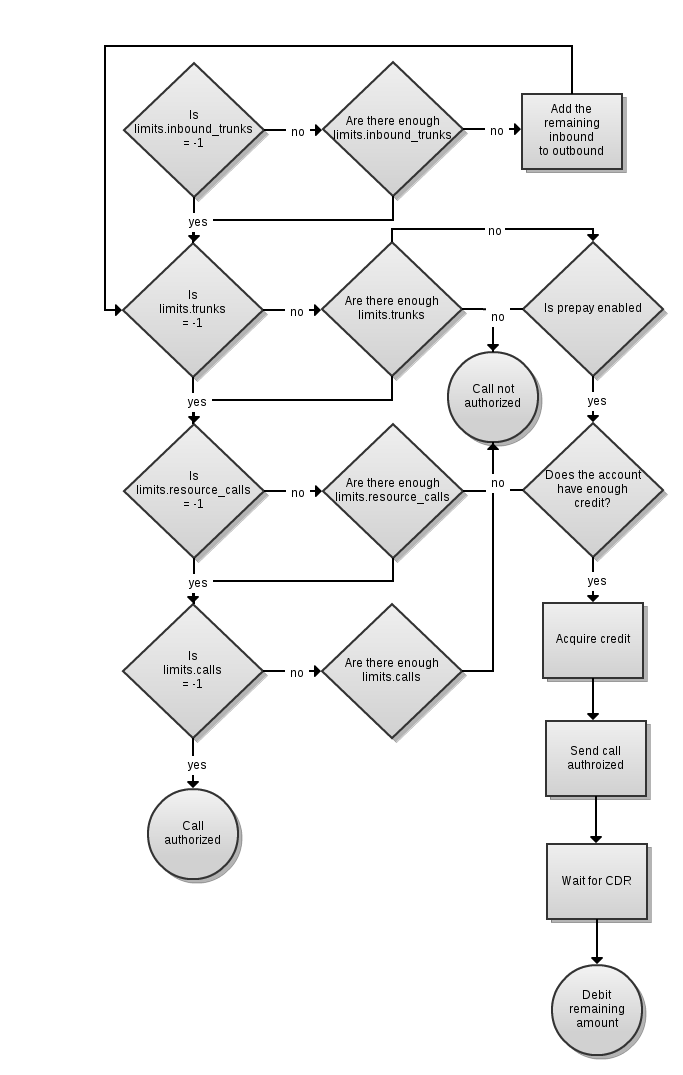 Is
limits.inbound_trunks
= -1
no
Are there enough
limits.inbound_trunks
no
Add the
remaining
inbound
to outbound
yes
no
Is
limits.trunks
= -1
no
Are there enough
limits.trunks
no
Is prepay enabled
Call not
authorized
yes
yes
Is
limits.resource_calls
= -1
no
Are there enough
limits.resource_calls
no
Does the account
have enough
credit?
yes
yes
Is
limits.calls
= -1
no
Are there enough
limits.calls
Acquire credit
yes
Send call
authroized
Call
authorized
Wait for CDR
Debit
remaining
amount